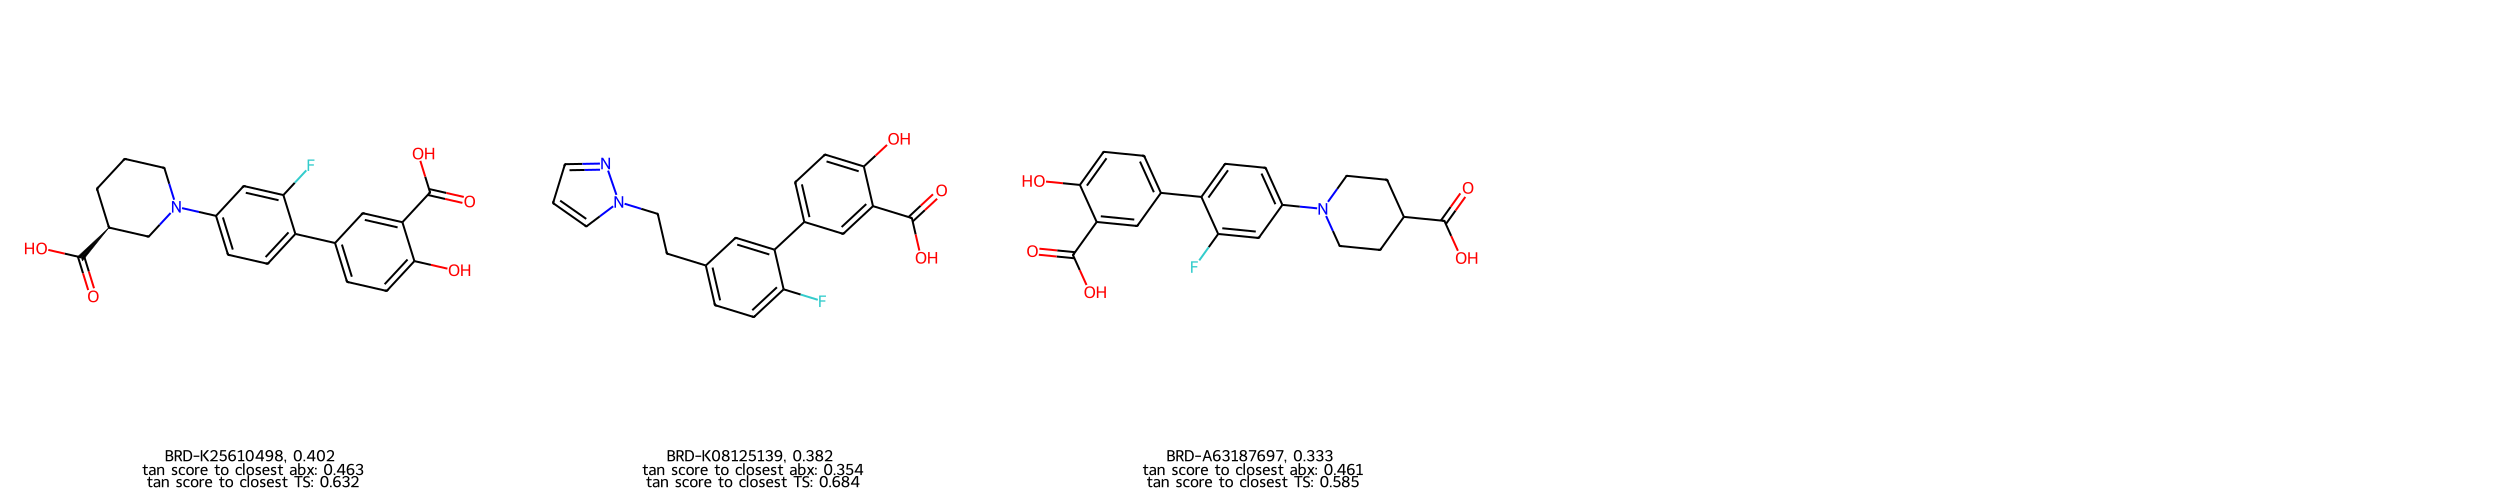 OH
O
F
N
HO
O
OH
BRD-K25610498, 0.402
tan score to closest abx: 0.463
tan score to closest TS: 0.632
OH
N
N
O
OH
F
BRD-K08125139, 0.382
tan score to closest abx: 0.354
tan score to closest TS: 0.684
HO
O
N
O
OH
F
OH
BRD-A63187697, 0.333
tan score to closest abx: 0.461
tan score to closest TS: 0.585